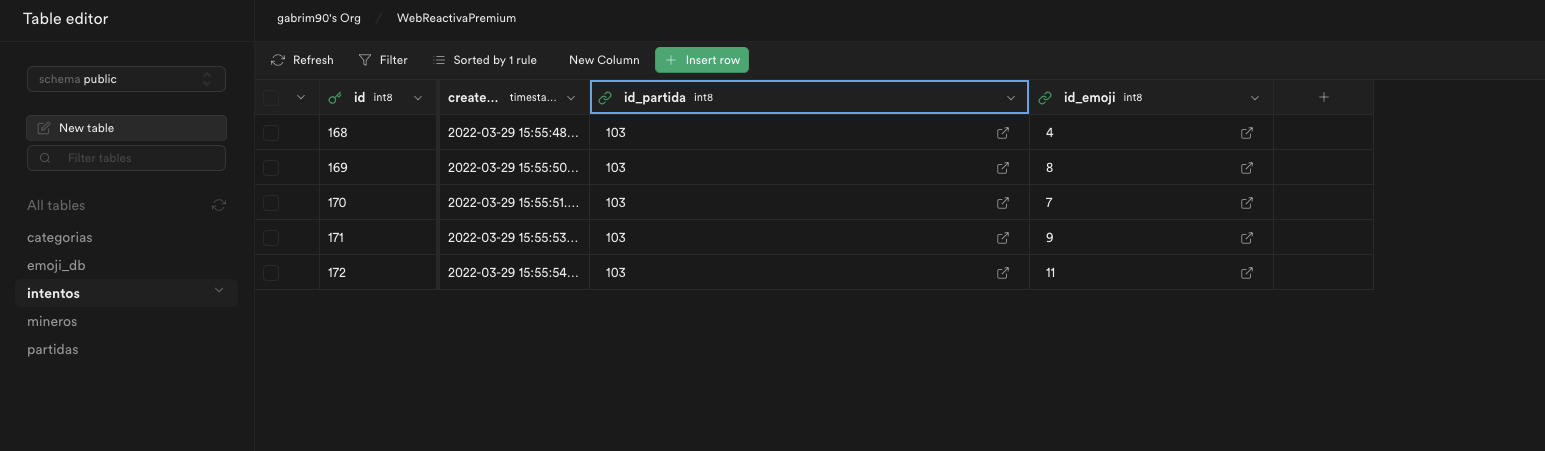 Table editor
gabrim90's Org / WebReactivaPremium
Refresh Filter Sorted by 1 rule New Column + Insert row
schema public
New table
Filter tables
All tables
categorias
emoji_db
intentos
mineros
partidas
id int8 create... timesta... id_partida int8 id_emoji int8 +
168 2022-03-29 15:55:48... 103 4
169 2022-03-29 15:55:50... 103 8
170 2022-03-29 15:55:51.... 103 7
171 2022-03-29 15:55:53... 103 9
172 2022-03-29 15:55:54... 103 11